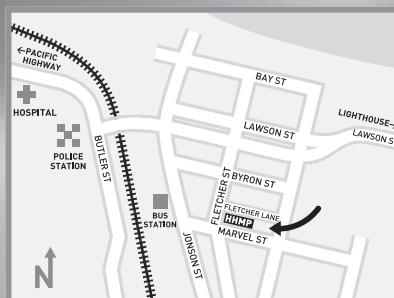 ←PACIFIC
HIGHWAY
BAY ST
HOSPITAL
LIGHTHOUSE
LAWSON ST
LAWSON S
POLICE
STATION
BUTLER ST
BYRON ST
FLETCHER ST
FLETCHER LANE
HHMP
MARVEL ST
BUS
STATION
JONSON ST
N